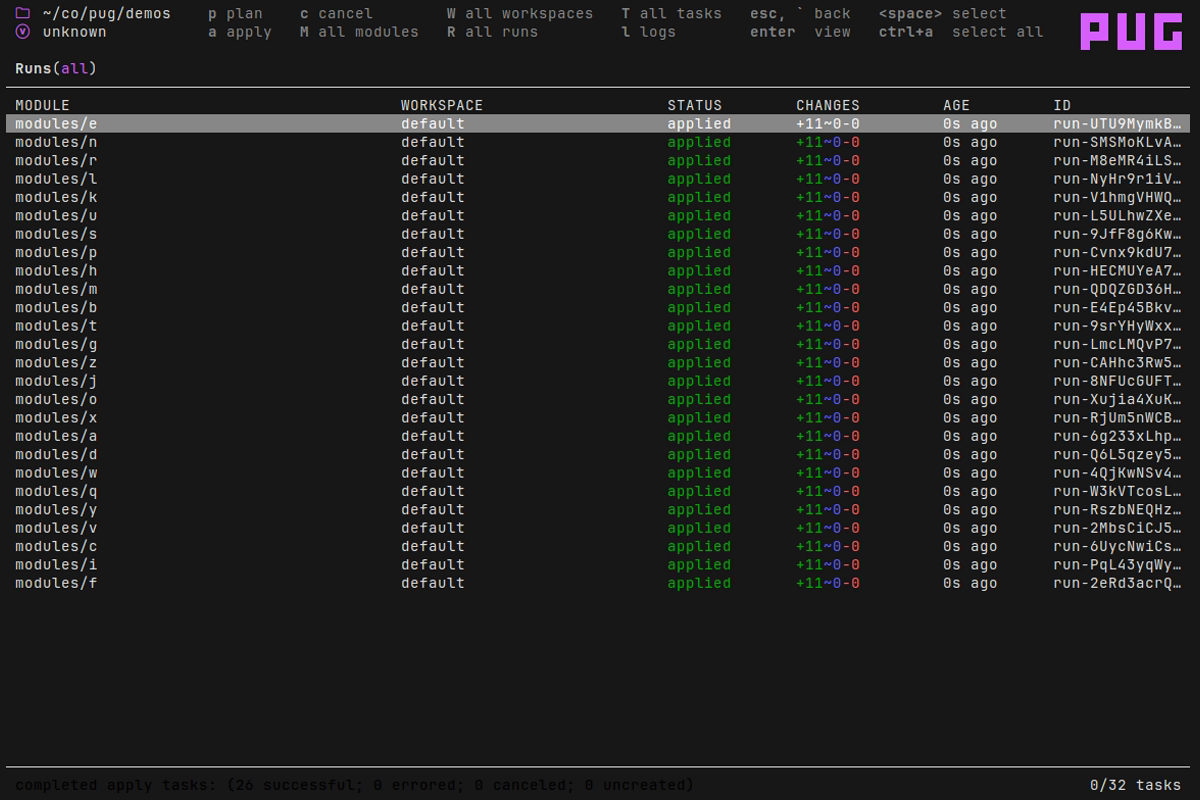 ~/co/pug/demos p plan c cancel W all workspaces T all tasks esc, ` back <space> select PUG
unknown a apply M all modules R all runs l logs enter view ctrl+a select all
Runs(all)
MODULE WORKSPACE STATUS CHANGES AGE ID
modules/e default applied +11~0-0 0s ago run-UTU9MymkB…
modules/n default applied +11~0-0 0s ago run-SMSMoKLvA…
modules/r default applied +11~0-0 0s ago run-M8eMR4iLS…
modules/l default applied +11~0-0 0s ago run-NyHr9r1iV…
modules/k default applied +11~0-0 0s ago run-V1hmgVHWQ…
modules/u default applied +11~0-0 0s ago run-L5ULhwZXe…
modules/s default applied +11~0-0 0s ago run-9JfF8g6Kw…
modules/p default applied +11~0-0 0s ago run-Cvnx9kdU7…
modules/h default applied +11~0-0 0s ago run-HECMUYeA7…
modules/m default applied +11~0-0 0s ago run-QDQZGD36H…
modules/b default applied +11~0-0 0s ago run-E4Ep45Bkv…
modules/t default applied +11~0-0 0s ago run-9srYHyWxx…
modules/g default applied +11~0-0 0s ago run-LmcLMQvP7…
modules/z default applied +11~0-0 0s ago run-CAHhc3Rw5…
modules/j default applied +11~0-0 0s ago run-8NFUcGUFT…
modules/o default applied +11~0-0 0s ago run-Xujia4XuK…
modules/x default applied +11~0-0 0s ago run-RjUm5nWCB…
modules/a default applied +11~0-0 0s ago run-6g233xLhp…
modules/d default applied +11~0-0 0s ago run-Q6L5qzey5…
modules/w default applied +11~0-0 0s ago run-4QjKwNSv4…
modules/q default applied +11~0-0 0s ago run-W3kVTcosL…
modules/y default applied +11~0-0 0s ago run-RszbNEQHz…
modules/v default applied +11~0-0 0s ago run-2MbsCiCJ5…
modules/c default applied +11~0-0 0s ago run-6UycNwiCs…
modules/i default applied +11~0-0 0s ago run-PqL43yqWy…
modules/f default applied +11~0-0 0s ago run-2eRd3acrQ…
completed apply tasks: (26 successful; 0 errored; 0 canceled; 0 uncreated) 0/32 tasks